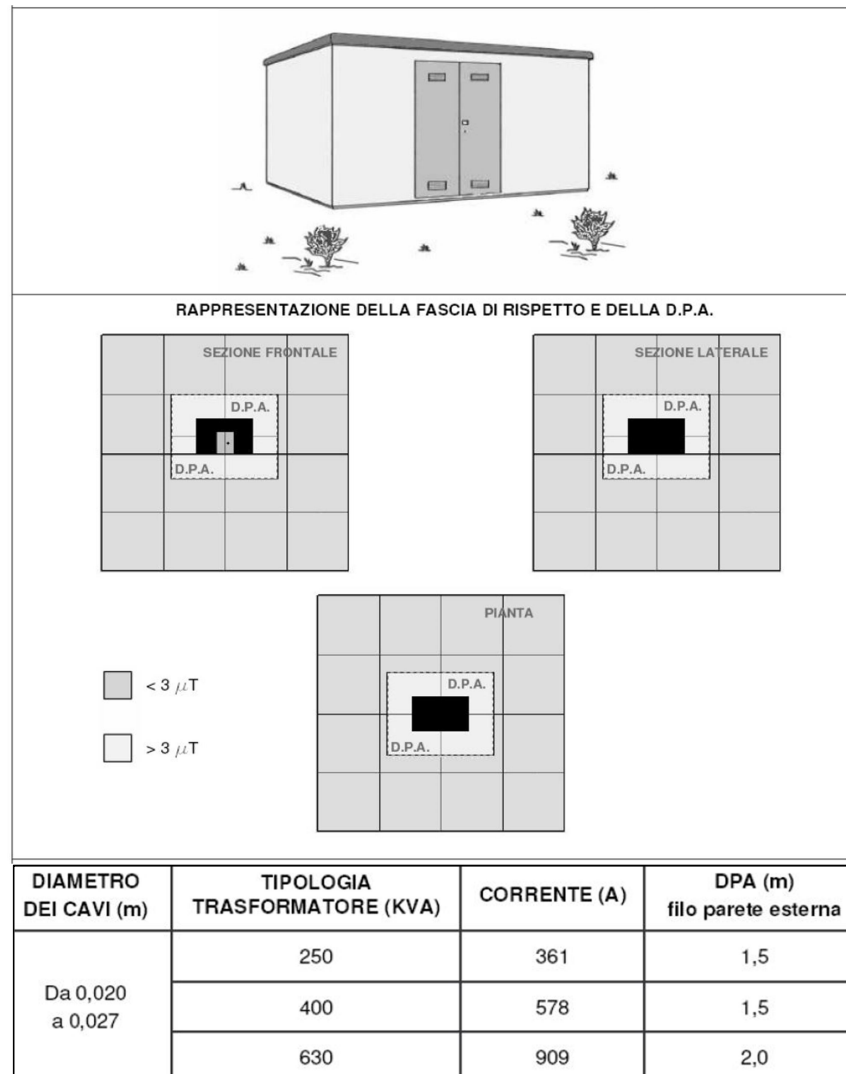 RAPPRESENTAZIONE DELLA FASCIA DI RISPETTO E DELLA D.P.A.
SEZIONE FRONTALE
D.P.A.
D.P.A.
SEZIONE LATERALE
D.P.A.
D.P.A.
PIANTA
D.P.A.
D.P.A.
< 3 μT
> 3 μT
DIAMETRO
DEI CAVI (m)
TIPOLOGIA
TRASFORMATORE (KVA)
CORRENTE (A)
DPA (m)
filo parete esterna
Da 0,020
a 0,027
250
361
1,5
400
578
1,5
630
909
2,0